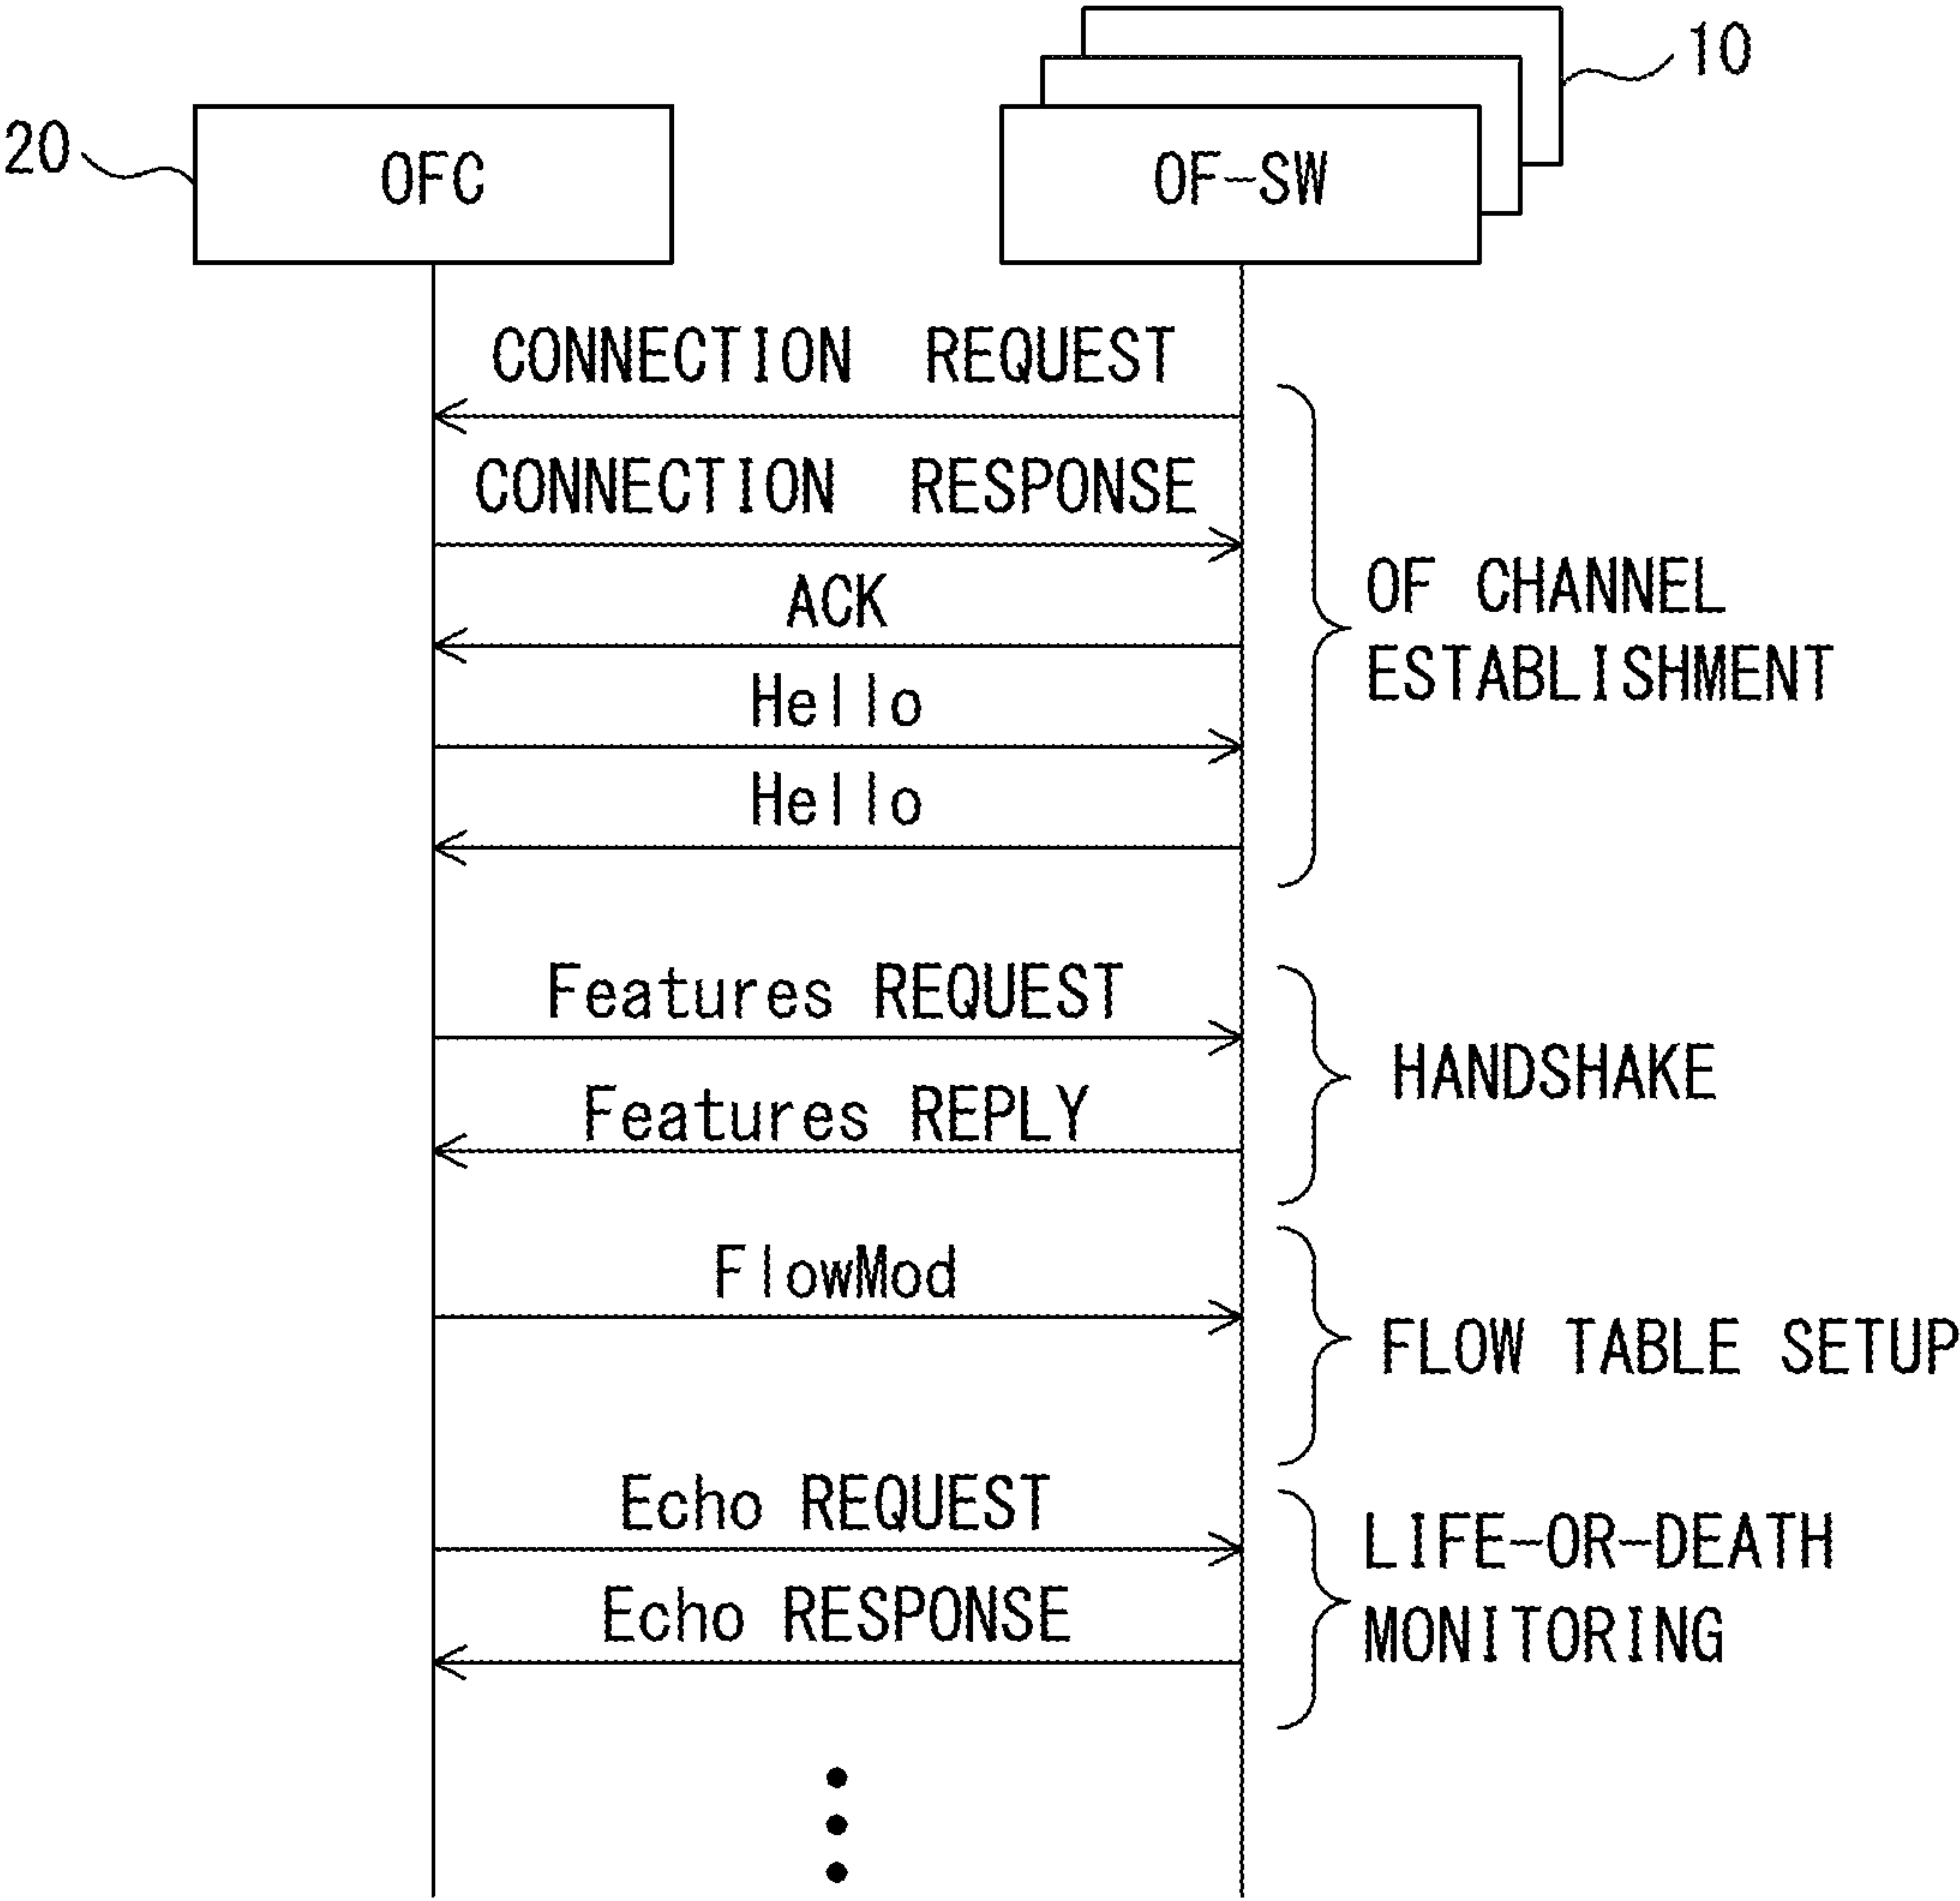 10
20
OFC
OF-SW
CONNECTION REQUEST
CONNECTION RESPONSE
ACK
Hello
Hello
OF CHANNEL
ESTABLISHMENT
Features REQUEST
Features REPLY
HANDSHAKE
FlowMod
FLOW TABLE SETUP
Echo REQUEST
Echo RESPONSE
LIFE-OR-DEATH
MONITORING